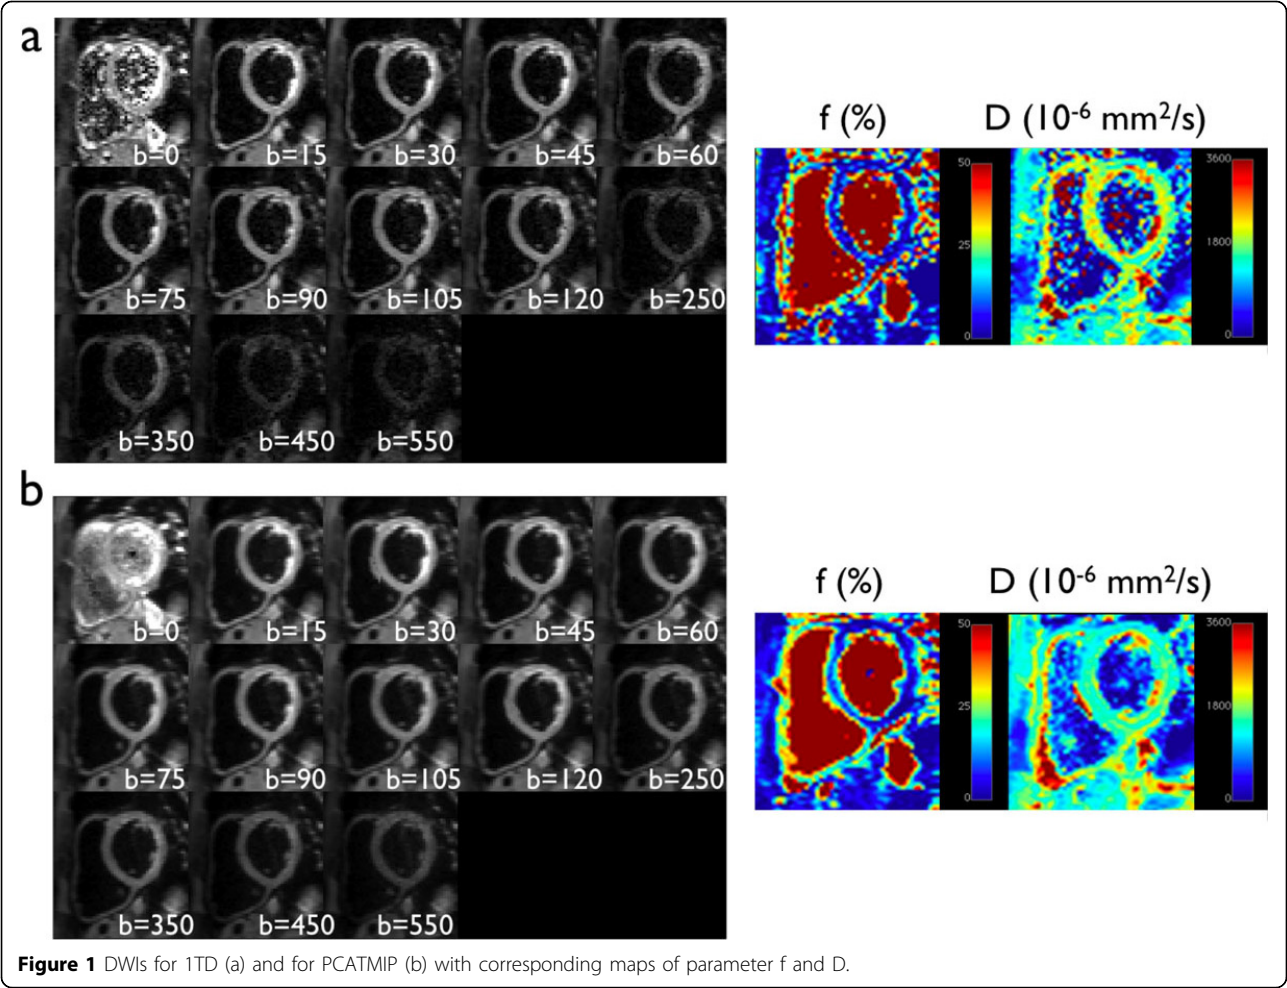 a
b=0 b=15 b=30 b=45 b=60
b=75 b=90 b=105 b=120 b=250
b=350 b=450 b=550
f (%) D (10-6 mm2/s)
50 3600
25 1800
0 0
b
b=0 b=15 b=30 b=45 b=60
b=75 b=90 b=105 b=120 b=250
b=350 b=450 b=550
f (%) D (10-6 mm2/s)
50 3600
25 1800
0 0
Figure 1 DWIs for 1TD (a) and for PCATMIP (b) with corresponding maps of parameter f and D.